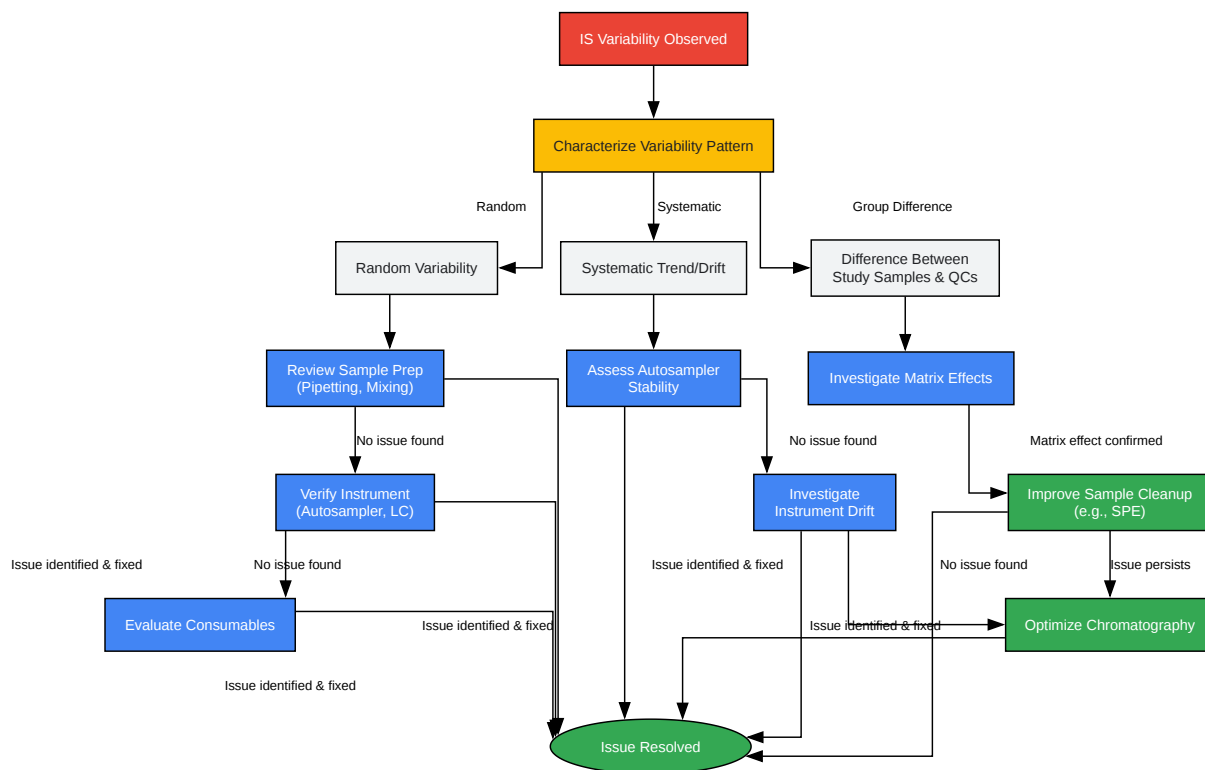 IS Variability Observed
Characterize Variability Pattern
Random
Systematic
Group Difference
Random Variability
Systematic Trend/Drift
Difference Between
Study Samples & QCs
Review Sample Prep
(Pipetting, Mixing)
Assess Autosampler
Stability
Investigate Matrix Effects
No issue found
No issue found
Matrix effect confirmed
Verify Instrument
(Autosampler, LC)
Investigate
Instrument Drift
Improve Sample Cleanup
(e.g., SPE)
Issue identified & fixed
No issue found
Issue identified & fixed
No issue found
Issue persists
Evaluate Consumables
Issue identified & fixed
Issue identified & fixed
Optimize Chromatography
Issue identified & fixed
Issue Resolved